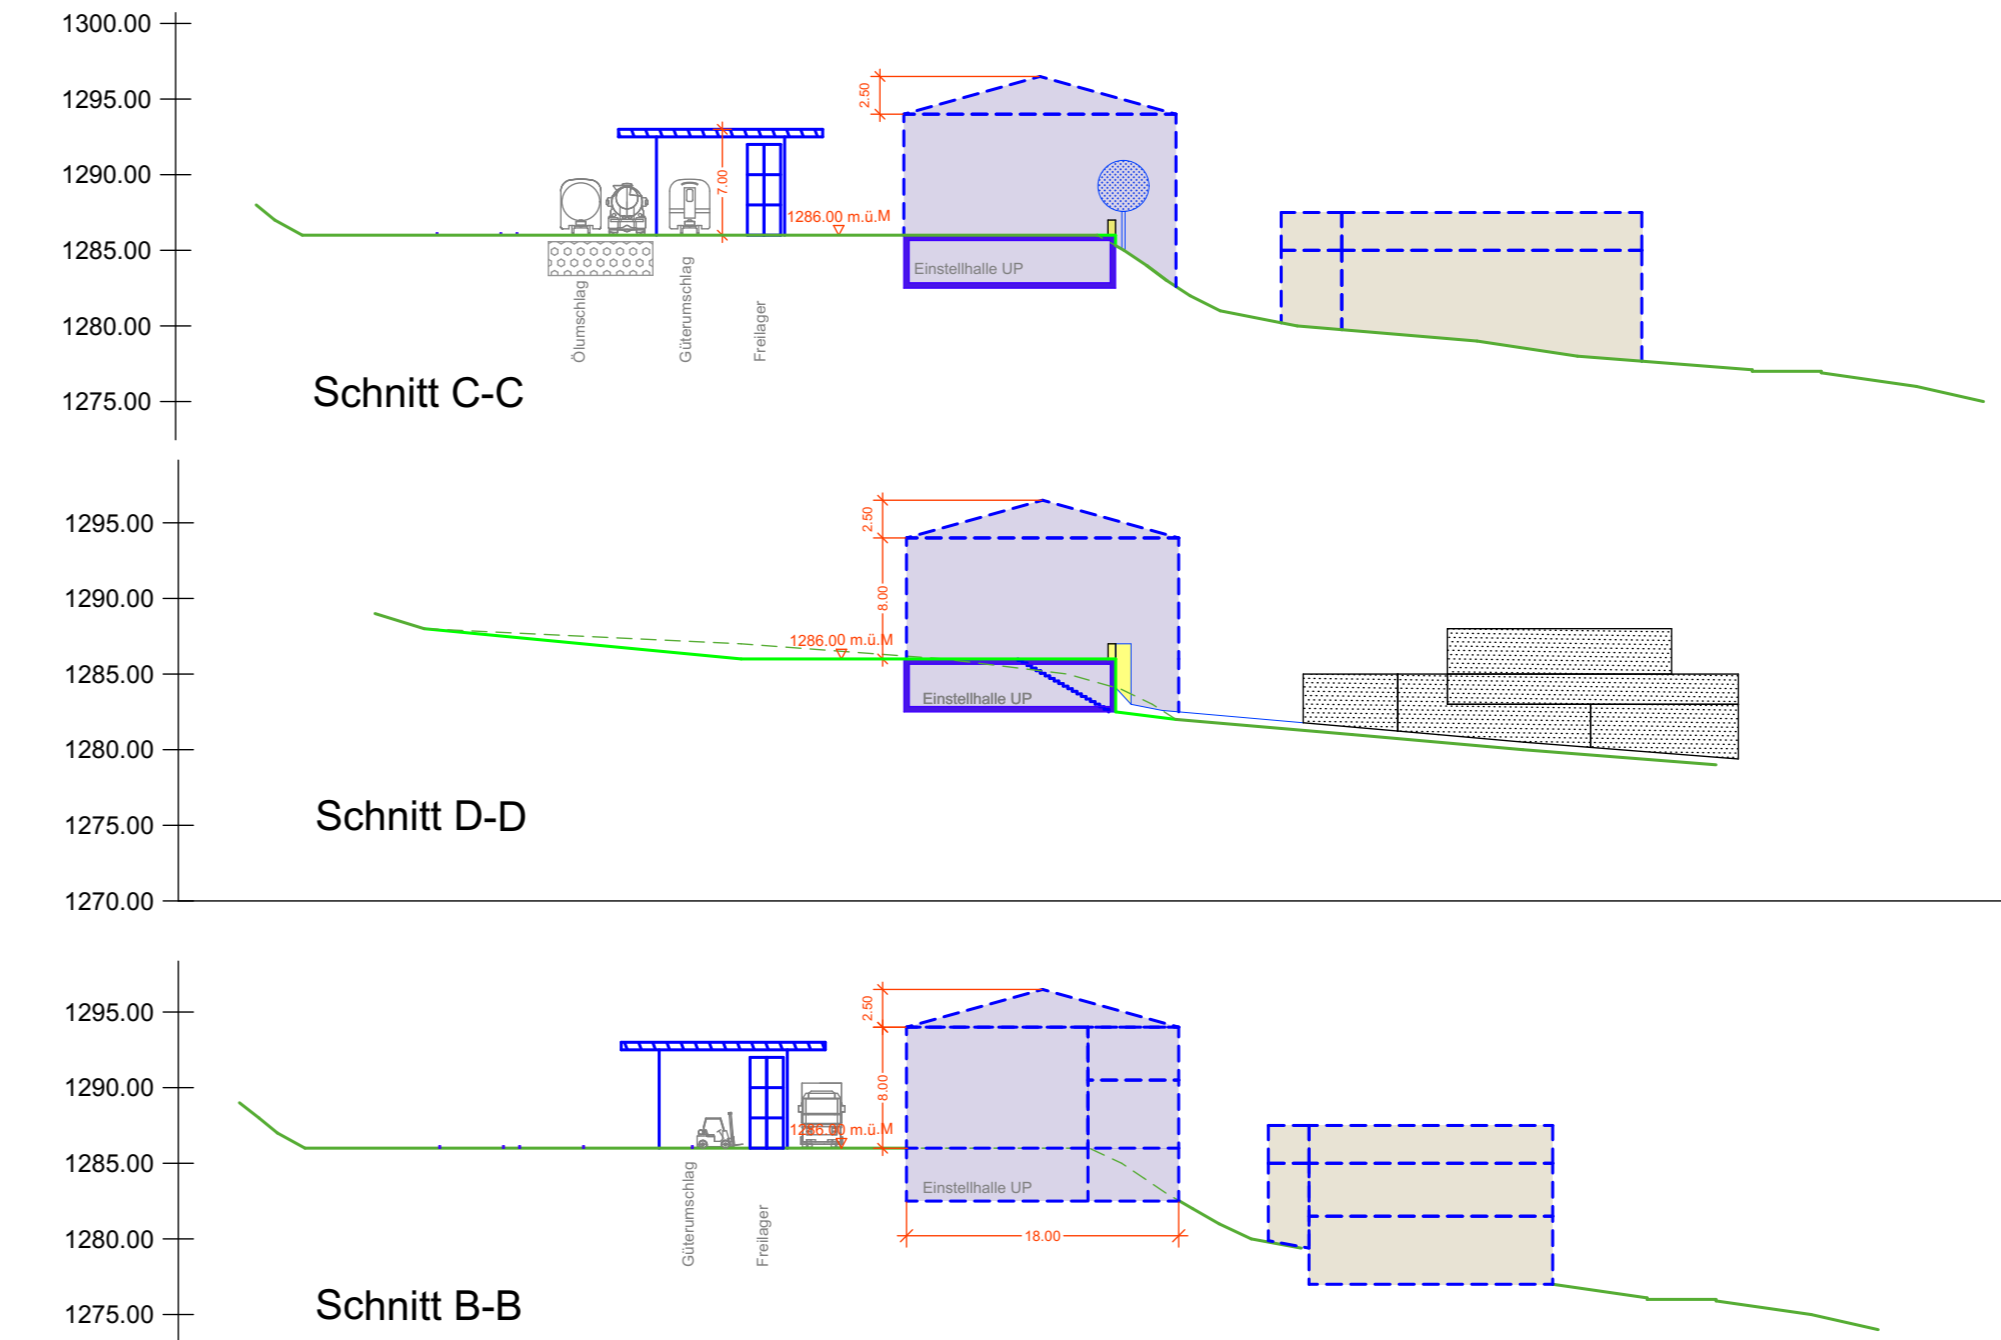 1300.00
1295.00
1290.00
1285.00
1280.00
1275.00
2.50
7.00
1286.00 m.ü.M
Einstellhalle UP
Ölumschlag
Güterumschlag
Freilager
Schnitt C-C
1295.00
1290.00
1285.00
1280.00
1275.00
1270.00
2.50
8.00
1286.00 m.ü.M
Einstellhalle UP
Schnitt D-D
1295.00
1290.00
1285.00
1280.00
1275.00
2.50
8.00
1286.00 m.ü.M
Einstellhalle UP
18.00
Güterumschlag
Freilager
Schnitt B-B